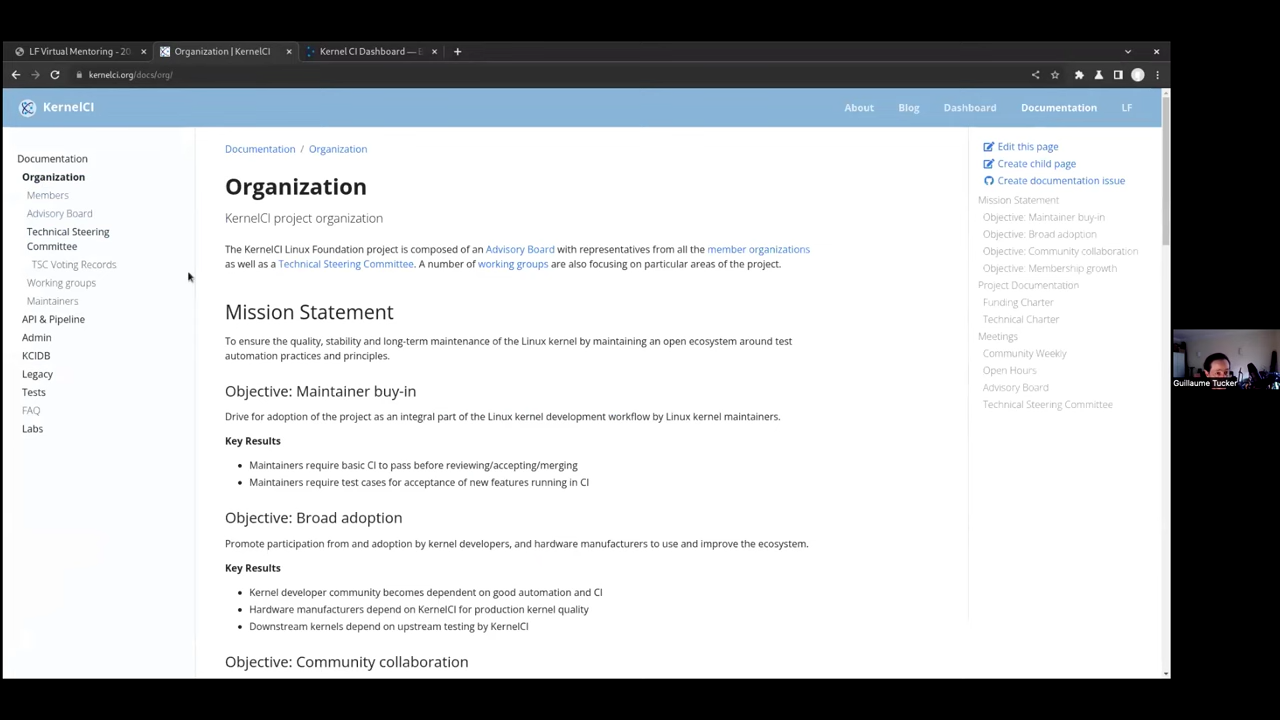 LF Virtual Mentoring - 20
Organization | KernelCI
Kernel CI Dashboard —
kernelci.org/docs/org/
KernelCI
About
Blog
Dashboard
Documentation
LF
Documentation
Organization
Members
Advisory Board
Technical Steering
Committee
TSC Voting Records
Working groups
Maintainers
API & Pipeline
Admin
KCIDB
Legacy
Tests
FAQ
Labs
Documentation / Organization
Organization
KernelCI project organization
The KernelCI Linux Foundation project is composed of an Advisory Board with representatives from all the member organizations
as well as a Technical Steering Committee. A number of working groups are also focusing on particular areas of the project.
Mission Statement
To ensure the quality, stability and long-term maintenance of the Linux kernel by maintaining an open ecosystem around test
automation practices and principles.
Objective: Maintainer buy-in
Drive for adoption of the project as an integral part of the Linux kernel development workflow by Linux kernel maintainers.
Key Results
• Maintainers require basic CI to pass before reviewing/accepting/merging
• Maintainers require test cases for acceptance of new features running in CI
Objective: Broad adoption
Promote participation from and adoption by kernel developers, and hardware manufacturers to use and improve the ecosystem.
Key Results
• Kernel developer community becomes dependent on good automation and CI
• Hardware manufacturers depend on KernelCI for production kernel quality
• Downstream kernels depend on upstream testing by KernelCI
Objective: Community collaboration
Edit this page
Create child page
Create documentation issue
Mission Statement
Objective: Maintainer buy-in
Objective: Broad adoption
Objective: Community collaboration
Objective: Membership growth
Project Documentation
Funding Charter
Technical Charter
Meetings
Community Weekly
Open Hours
Advisory Board
Technical Steering Committee
Guillaume Tucker